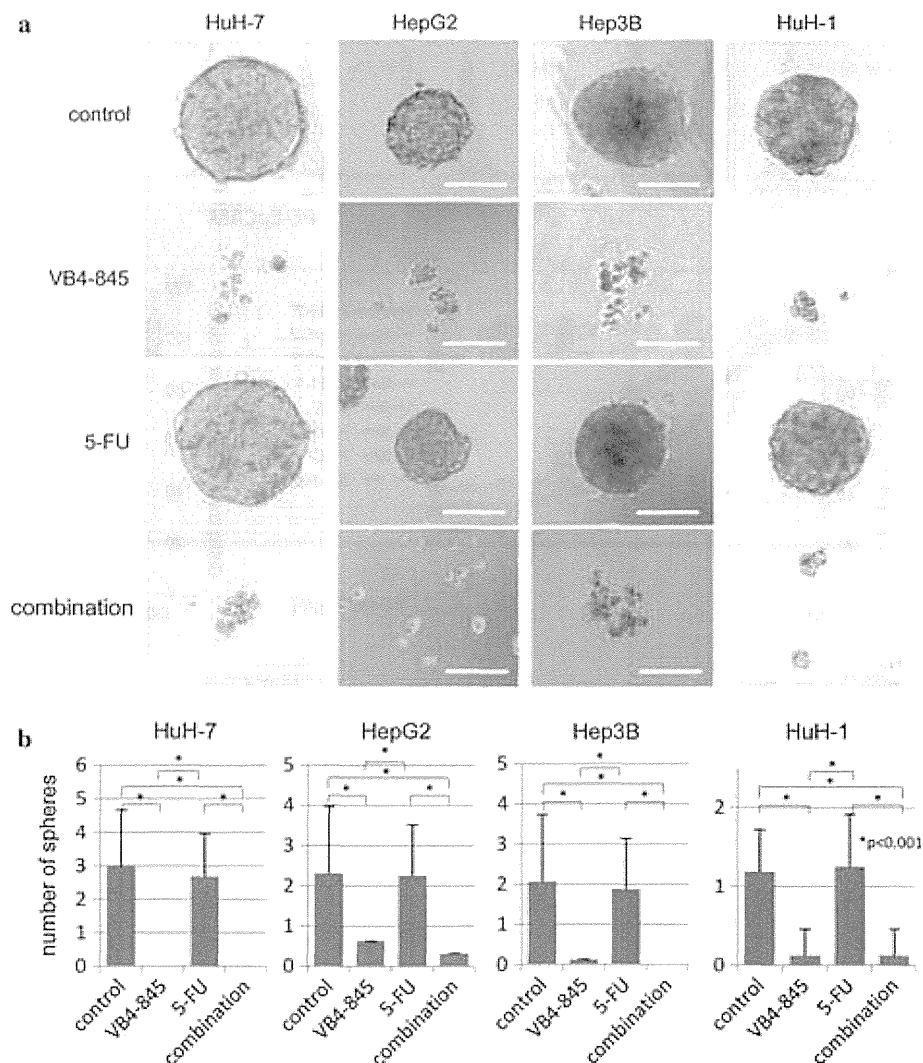 a
HuH-7 HepG2 Hep3B HuH-1
control
VB4-845
5-FU
combination
b
HuH-7 HepG2 Hep3B HuH-1
number of spheres
6
5
4
3
2
1
0
* * * *
control VB4-845 5-FU combination
5
4
3
2
1
0
* * * *
control VB4-845 5-FU combination
5
4
3
2
1
0
* * * *
control VB4-845 5-FU combination
2
1
0
* * *
*p<0.001
control VB4-845 5-FU combination